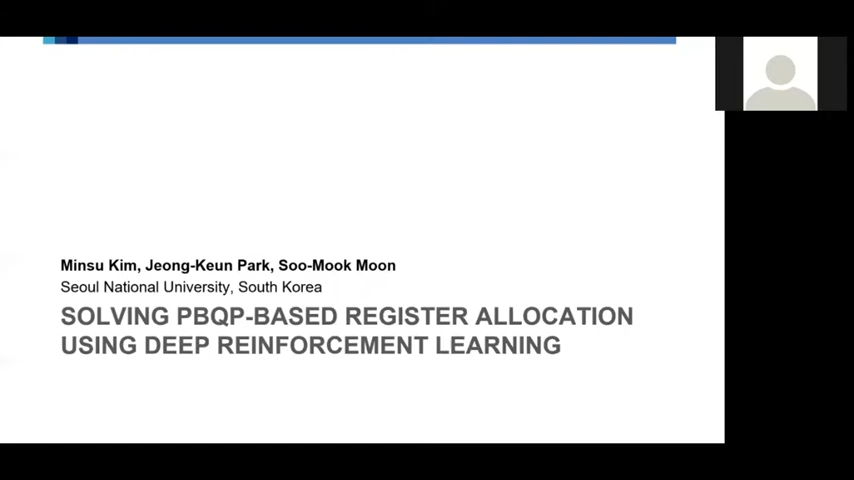 Minsu Kim, Jeong-Keun Park, Soo-Mook Moon
Seoul National University, South Korea
SOLVING PBQP-BASED REGISTER ALLOCATION
USING DEEP REINFORCEMENT LEARNING